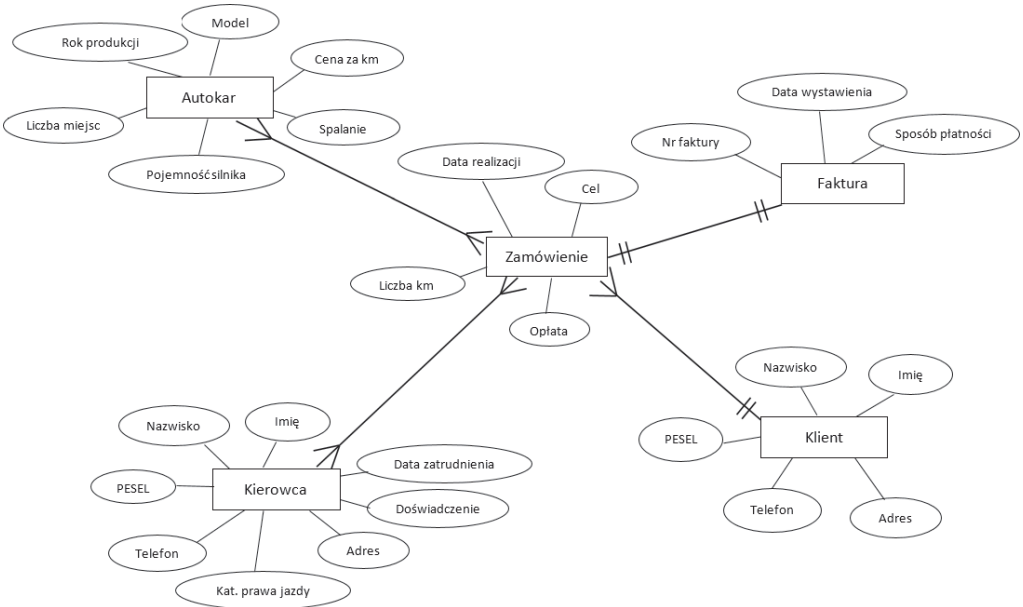 Model
Rok produkcji
Cena za km
Autokar
Liczba miejsc
Spalanie
Pojemnośćsilnika
Data wystawienia
Nr faktury
Sposób płatności
Faktura
Data realizacji
Cel
Zamówienie
Liczba km
Opłata
Nazwisko
Imię
PESEL
Klient
Telefon
Adres
Nazwisko
Imię
Data zatrudnienia
PESEL
Kierowca
Doświadczenie
Telefon
Adres
Kat. prawa jazdy